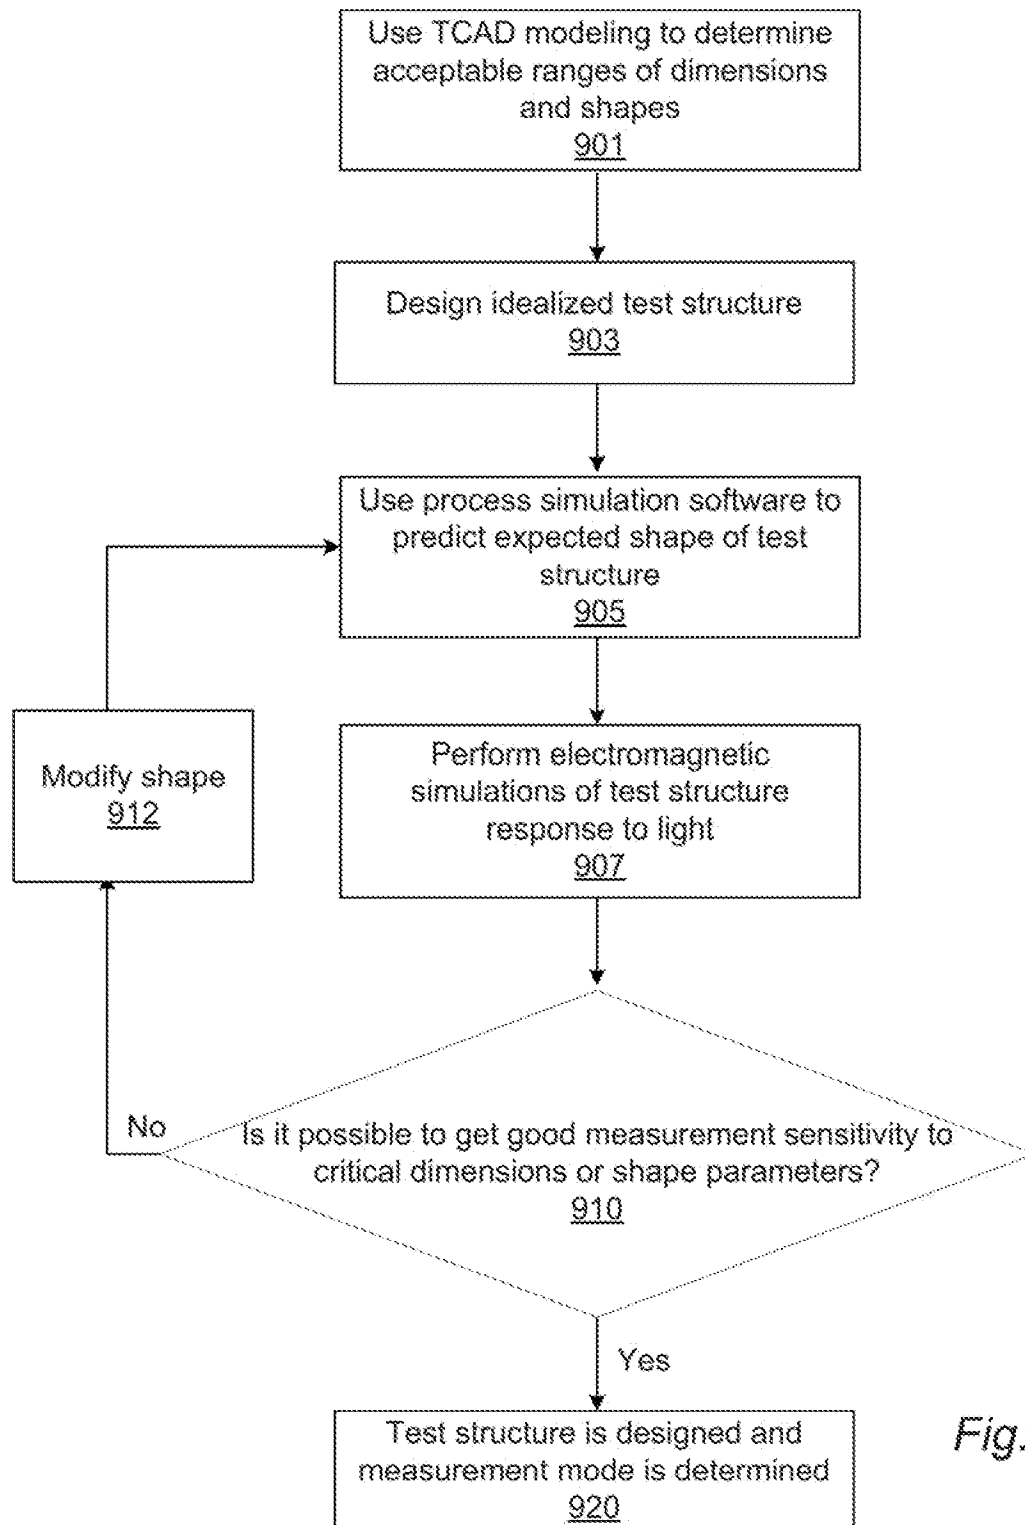 Use TCAD modeling to determine
acceptable ranges of dimensions
and shapes
901
Design idealized test structure
903
Use process simulation software to
predict expected shape of test
structure
905
Modify shape
912
Perform electromagnetic
simulations of test structure
response to light
907
No
Is it possible to get good measurement sensitivity to
critical dimensions or shape parameters?
910
Yes
Test structure is designed and
measurement mode is determined
920
Fig.